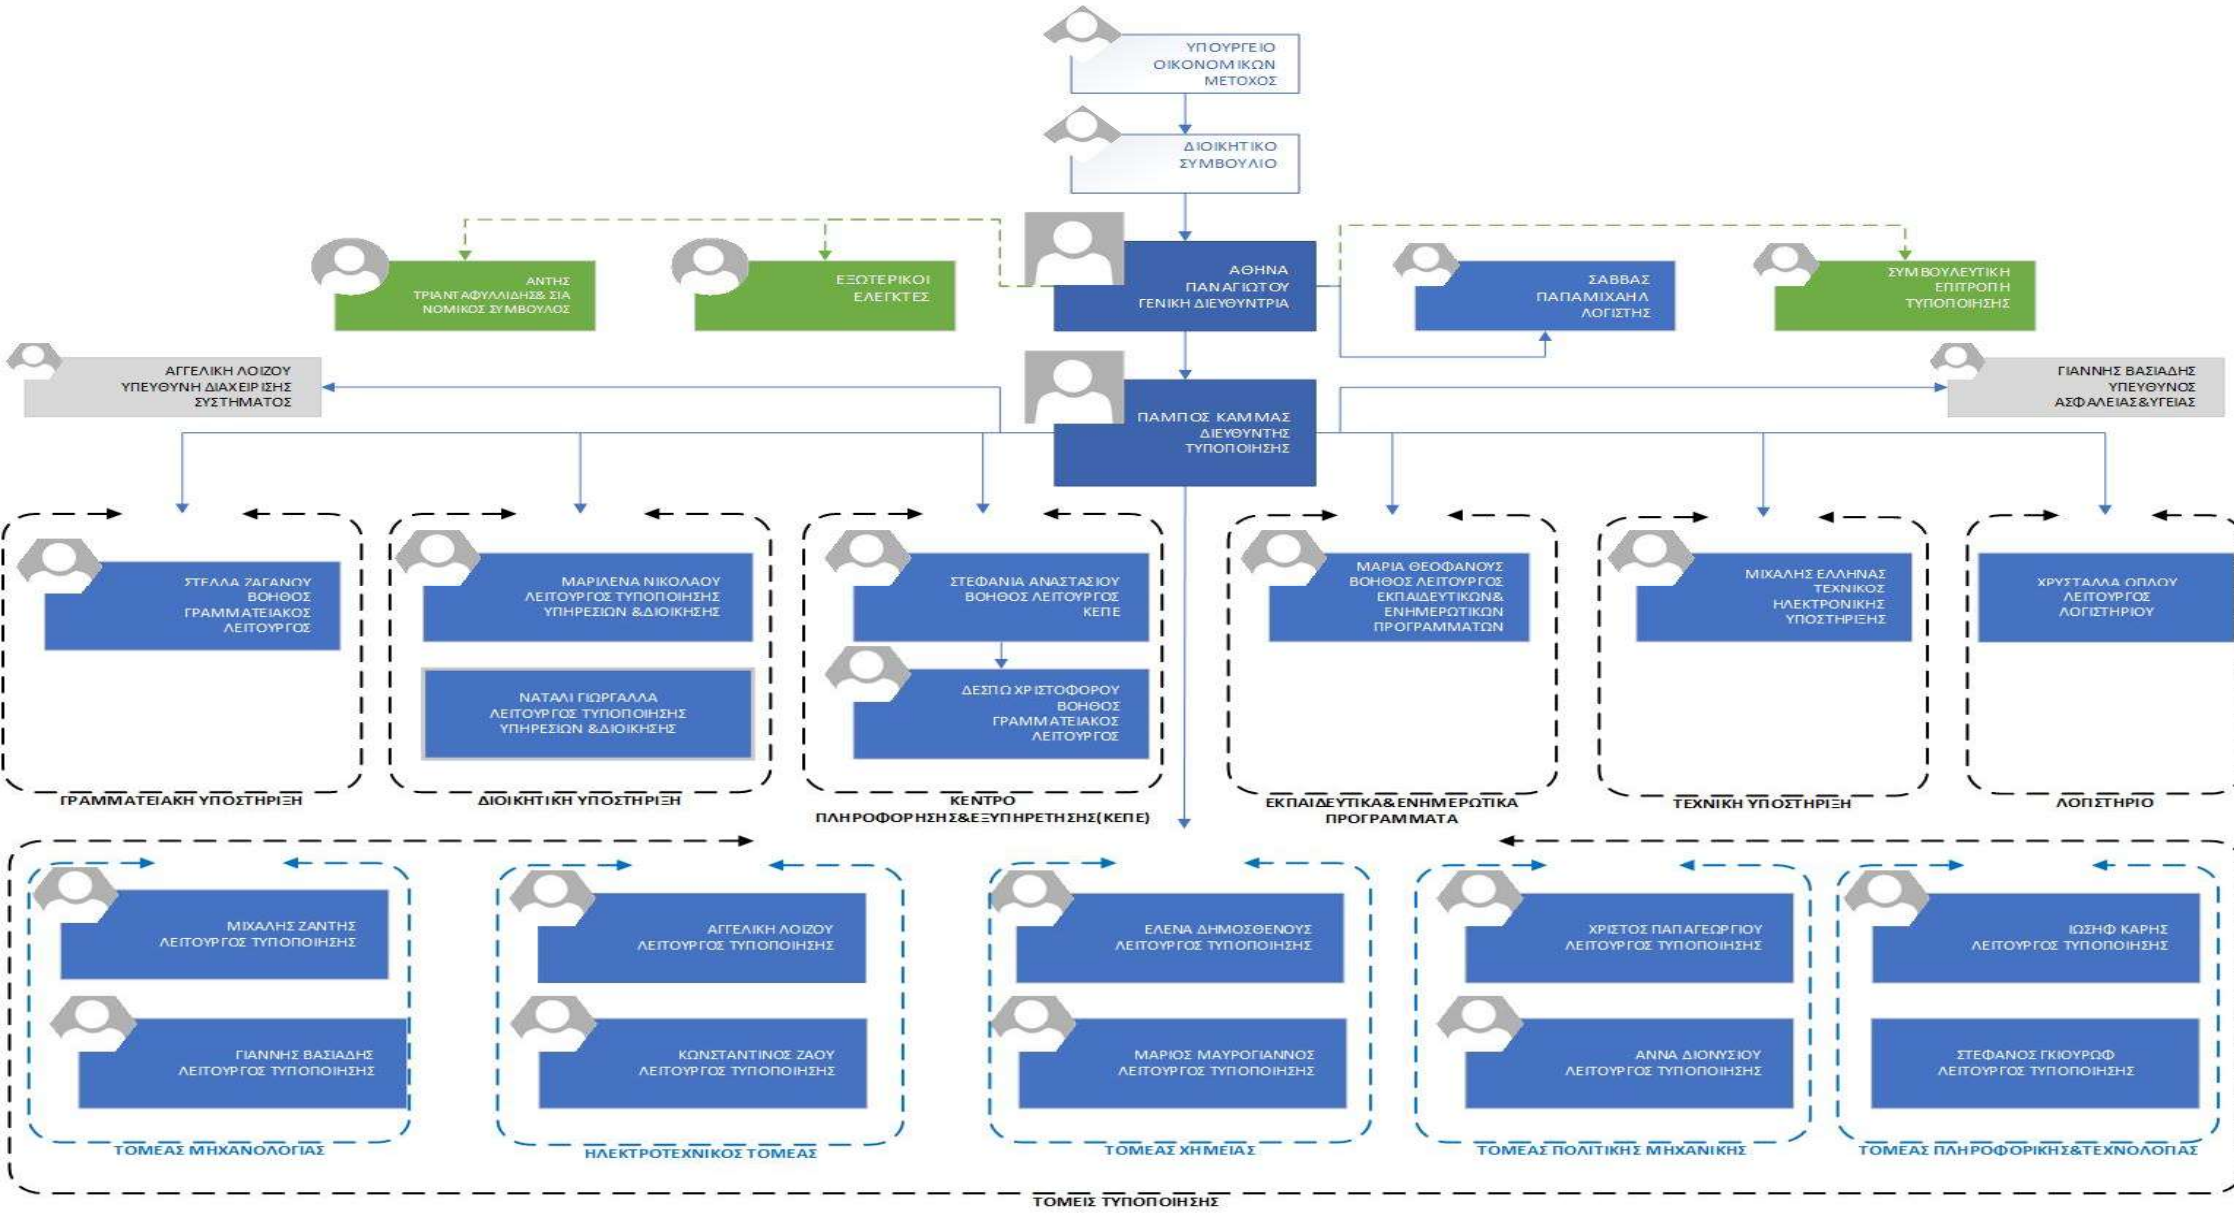 ΥΠΟΥΡΓΕΙΟ
ΟΙΚΟΝΟΜΙΚΩΝ
ΜΕΤΟΧΟΣ
ΔΙΟΙΚΗΤΙΚΟ
ΣΥΜΒΟΥΛΙΟ
ΑΝΤΗΣ
ΤΡΙΑΝΤΑΦΥΛΛΙΔΗΣ& ΣΙΑ
ΝΟΜΙΚΟΣ ΣΥΜΒΟΥΛΟΣ
ΕΞΩΤΕΡΙΚΟΙ
ΕΛΕΓΚΤΕΣ
ΑΘΗΝΑ
ΠΑΝΑΓΙΩΤΟΥ
ΓΕΝΙΚΗ ΔΙΕΥΘΥΝΤΡΙΑ
ΣΑΒΒΑΣ
ΠΑΠΑΜΙΧΑΗΛ
ΛΟΓΙΣΤΗΣ
ΣΥΜΒΟΥΛΕΥΤΙΚΗ
ΕΠΙΤΡΟΠΗ
ΤΥΠΟΠΟΙΗΣΗΣ
ΑΓΓΕΛΙΚΗ ΛΟΙΖΟΥ
ΥΠΕΥΘΥΝΗ ΔΙΑΧΕΙΡΙΣΗΣ
ΣΥΣΤΗΜΑΤΟΣ
ΠΑΜΠΟΣ ΚΑΜΜΑΣ
ΔΙΕΥΘΥΝΤΗΣ
ΤΥΠΟΠΟΙΗΣΗΣ
ΓΙΑΝΝΗΣ ΒΑΣΙΑΔΗΣ
ΥΠΕΥΘΥΝΟΣ
ΑΣΦΑΛΕΙΑΣ&ΥΓΕΙΑΣ
ΣΤΕΛΛΑ ΖΑΓΑΝΟΥ
ΒΟΗΘΟΣ
ΓΡΑΜΜΑΤΕΙΑΚΟΣ
ΛΕΙΤΟΥΡΓΟΣ
ΓΡΑΜΜΑΤΕΙΑΚΗ ΥΠΟΣΤΗΡΙΞΗ
ΜΑΡΙΛΕΝΑ ΝΙΚΟΛΑΟΥ
ΛΕΙΤΟΥΡΓΟΣ ΤΥΠΟΠΟΙΗΣΗΣ
ΥΠΗΡΕΣΙΩΝ &ΔΙΟΙΚΗΣΗΣ
ΝΑΤΑΛΙ ΓΙΩΡΓΑΛΛΑ
ΛΕΙΤΟΥΡΓΟΣ ΤΥΠΟΠΟΙΗΣΗΣ
ΥΠΗΡΕΣΙΩΝ &ΔΙΟΙΚΗΣΗΣ
ΔΙΟΙΚΗΤΙΚΗ ΥΠΟΣΤΗΡΙΞΗ
ΣΤΕΦΑΝΙΑ ΑΝΑΣΤΑΣΙΟΥ
ΒΟΗΘΟΣ ΛΕΙΤΟΥΡΓΟΣ
ΚΕΠΕ
ΔΕΣΠΩ ΧΡΙΣΤΟΦΟΡΟΥ
ΒΟΗΘΟΣ
ΓΡΑΜΜΑΤΕΙΑΚΟΣ
ΛΕΙΤΟΥΡΓΟΣ
ΚΕΝΤΡΟ
ΠΛΗΡΟΦΟΡΗΣΗΣ&ΕΞΥΠΗΡΕΤΗΣΗΣ(ΚΕΠΕ)
ΜΑΡΙΑ ΘΕΟΦΑΝΟΥΣ
ΒΟΗΘΟΣ ΛΕΙΤΟΥΡΓΟΣ
ΕΚΠΑΙΔΕΥΤΙΚΩΝ&
ΕΝΗΜΕΡΩΤΙΚΩΝ
ΠΡΟΓΡΑΜΜΑΤΩΝ
ΕΚΠΑΙΔΕΥΤΙΚΑ&ΕΝΗΜΕΡΩΤΙΚΑ
ΠΡΟΓΡΑΜΜΑΤΑ
ΜΙΧΑΛΗΣ ΕΛΛΗΝΑΣ
ΤΕΧΝΙΚΟΣ
ΗΛΕΚΤΡΟΝΙΚΗΣ
ΥΠΟΣΤΗΡΙΞΗΣ
ΤΕΧΝΙΚΗ ΥΠΟΣΤΗΡΙΞΗ
ΧΡΥΣΤΑΛΛΑ ΟΠΛΟΥ
ΛΕΙΤΟΥΡΓΟΣ
ΛΟΓΙΣΤΗΡΙΟΥ
ΛΟΓΙΣΤΗΡΙΟ
ΜΙΧΑΛΗΣ ΖΑΝΤΗΣ
ΛΕΙΤΟΥΡΓΟΣ ΤΥΠΟΠΟΙΗΣΗΣ
ΓΙΑΝΝΗΣ ΒΑΣΙΑΔΗΣ
ΛΕΙΤΟΥΡΓΟΣ ΤΥΠΟΠΟΙΗΣΗΣ
ΤΟΜΕΑΣ ΜΗΧΑΝΟΛΟΓΙΑΣ
ΑΓΓΕΛΙΚΗ ΛΟΙΖΟΥ
ΛΕΙΤΟΥΡΓΟΣ ΤΥΠΟΠΟΙΗΣΗΣ
ΚΩΝΣΤΑΝΤΙΝΟΣ ΖΑΟΥ
ΛΕΙΤΟΥΡΓΟΣ ΤΥΠΟΠΟΙΗΣΗΣ
ΗΛΕΚΤΡΟΤΕΧΝΙΚΟΣ ΤΟΜΕΑΣ
ΕΛΕΝΑ ΔΗΜΟΣΘΕΝΟΥΣ
ΛΕΙΤΟΥΡΓΟΣ ΤΥΠΟΠΟΙΗΣΗΣ
ΜΑΡΙΟΣ ΜΑΥΡΟΓΙΑΝΝΟΣ
ΛΕΙΤΟΥΡΓΟΣ ΤΥΠΟΠΟΙΗΣΗΣ
ΤΟΜΕΑΣ ΧΗΜΕΙΑΣ
ΧΡΙΣΤΟΣ ΠΑΠΑΓΕΩΡΓΙΟΥ
ΛΕΙΤΟΥΡΓΟΣ ΤΥΠΟΠΟΙΗΣΗΣ
ΑΝΝΑ ΔΙΟΝΥΣΙΟΥ
ΛΕΙΤΟΥΡΓΟΣ ΤΥΠΟΠΟΙΗΣΗΣ
ΤΟΜΕΑΣ ΠΟΛΙΤΙΚΗΣ ΜΗΧΑΝΙΚΗΣ
ΙΩΣΗΦ ΚΑΡΗΣ
ΛΕΙΤΟΥΡΓΟΣ ΤΥΠΟΠΟΙΗΣΗΣ
ΣΤΕΦΑΝΟΣ ΓΚΙΟΥΡΩΦ
ΛΕΙΤΟΥΡΓΟΣ ΤΥΠΟΠΟΙΗΣΗΣ
ΤΟΜΕΑΣ ΠΛΗΡΟΦΟΡΙΚΗΣ&ΤΕΧΝΟΛΟΓΙΑΣ
ΤΟΜΕΙΣ ΤΥΠΟΠΟΙΗΣΗΣ